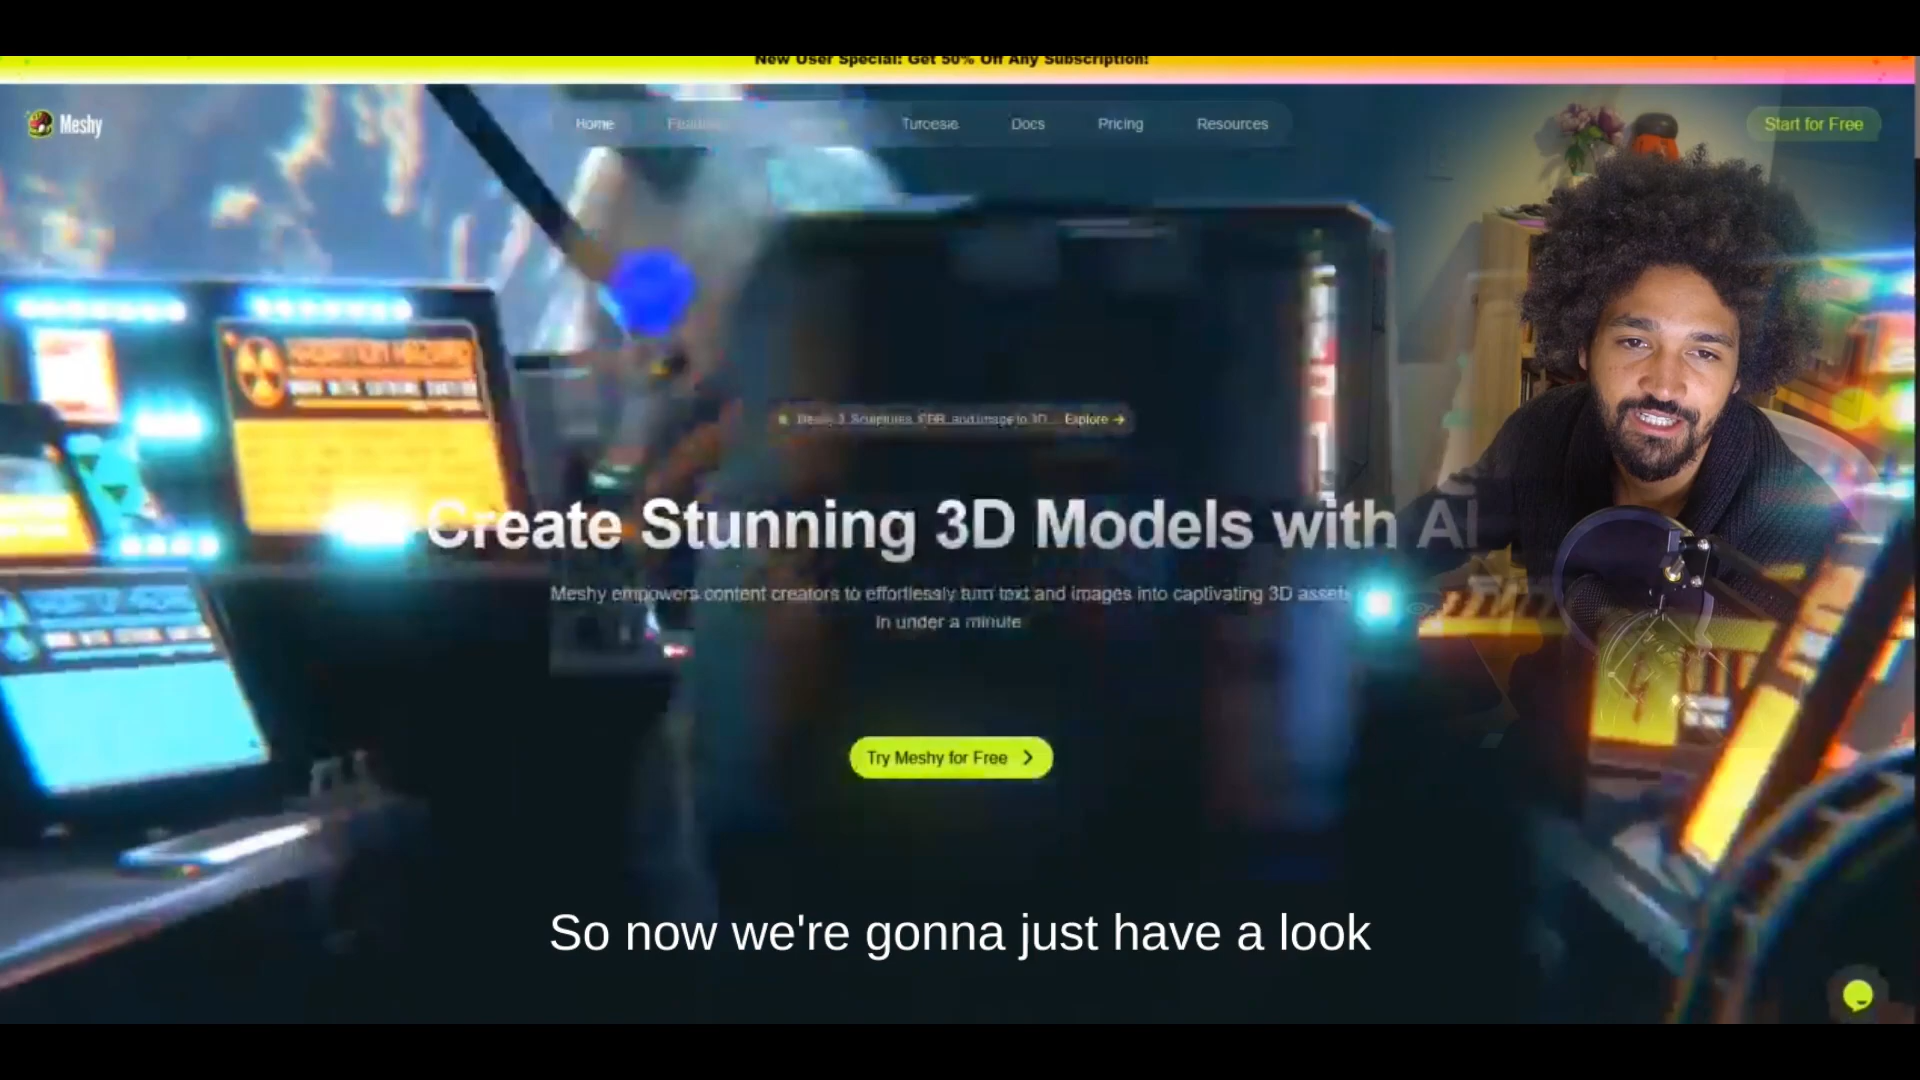 New User Special: Get 50% Off Any Subscription!
Meshy
Home
Docs
Pricing
Resources
Start for Free
RADIATION HAZARD
Explore →
Create Stunning 3D Models with AI
Meshy empowers content creators to effortlessly turn text and images into captivating 3D assets
in under a minute
Try Meshy for Free
So now we're gonna just have a look